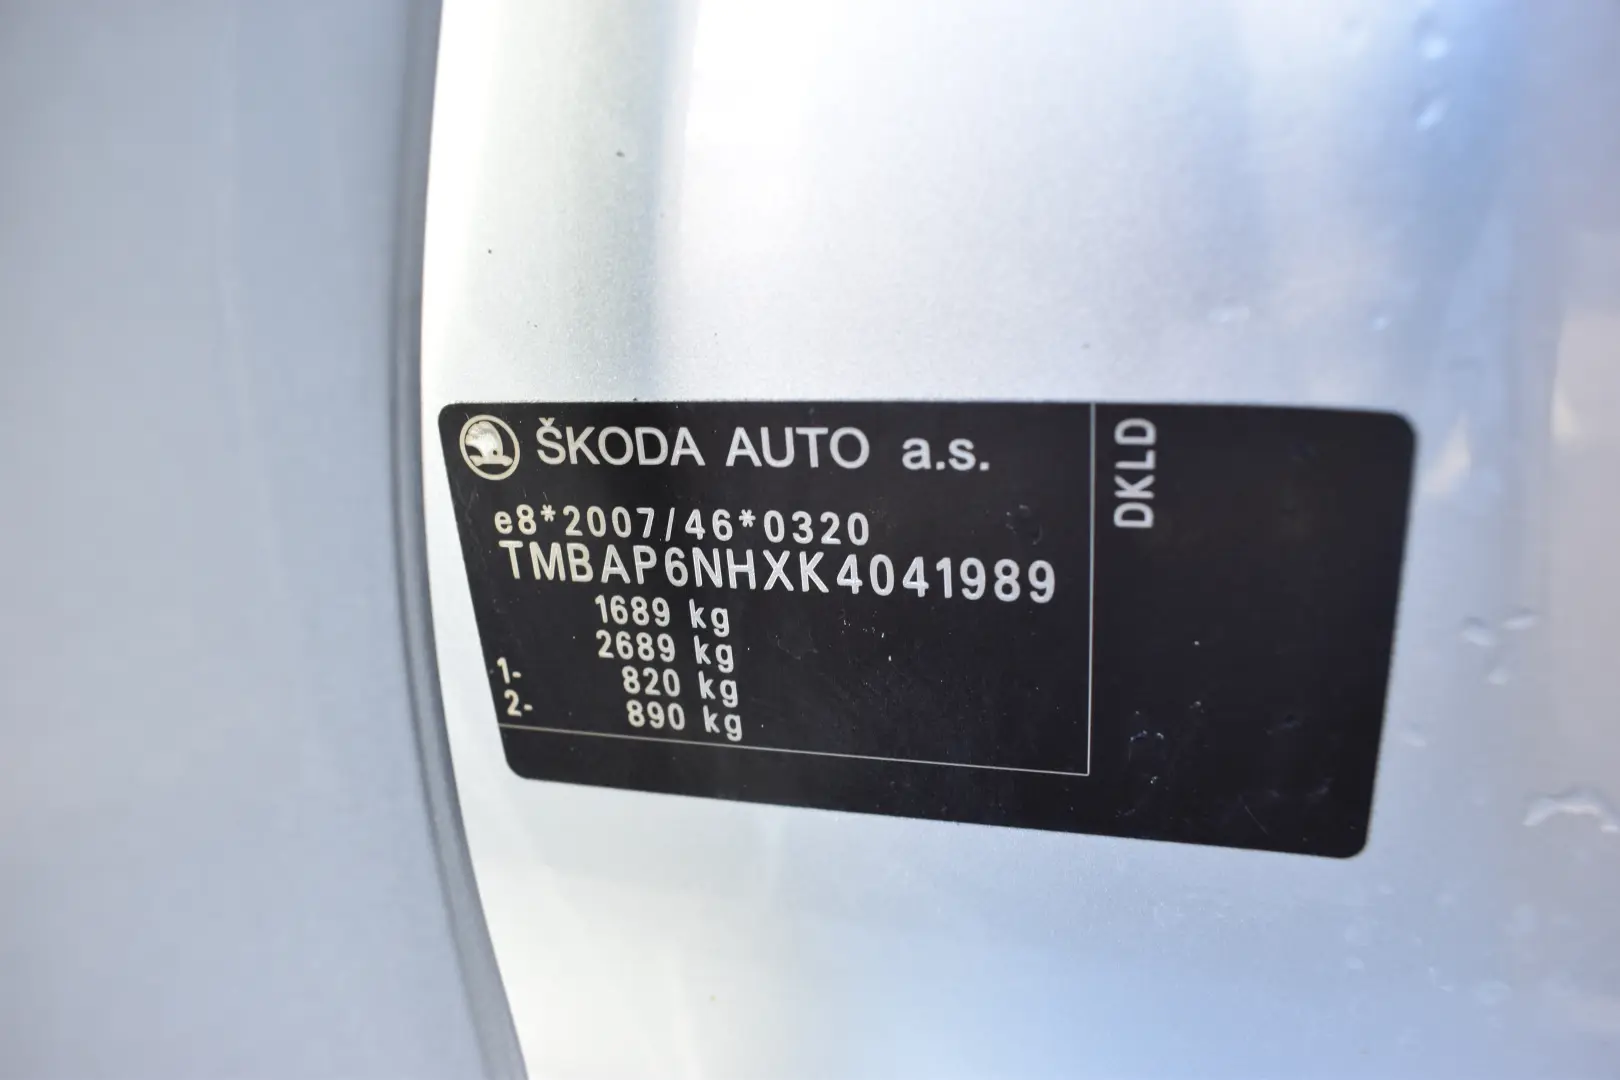 ŠKODA AUTO a.s.
e8*2007/46*0320
TMBAP6NHXK4041989
1689 kg
2689 kg
1- 820 kg
2- 890 kg
DKLD